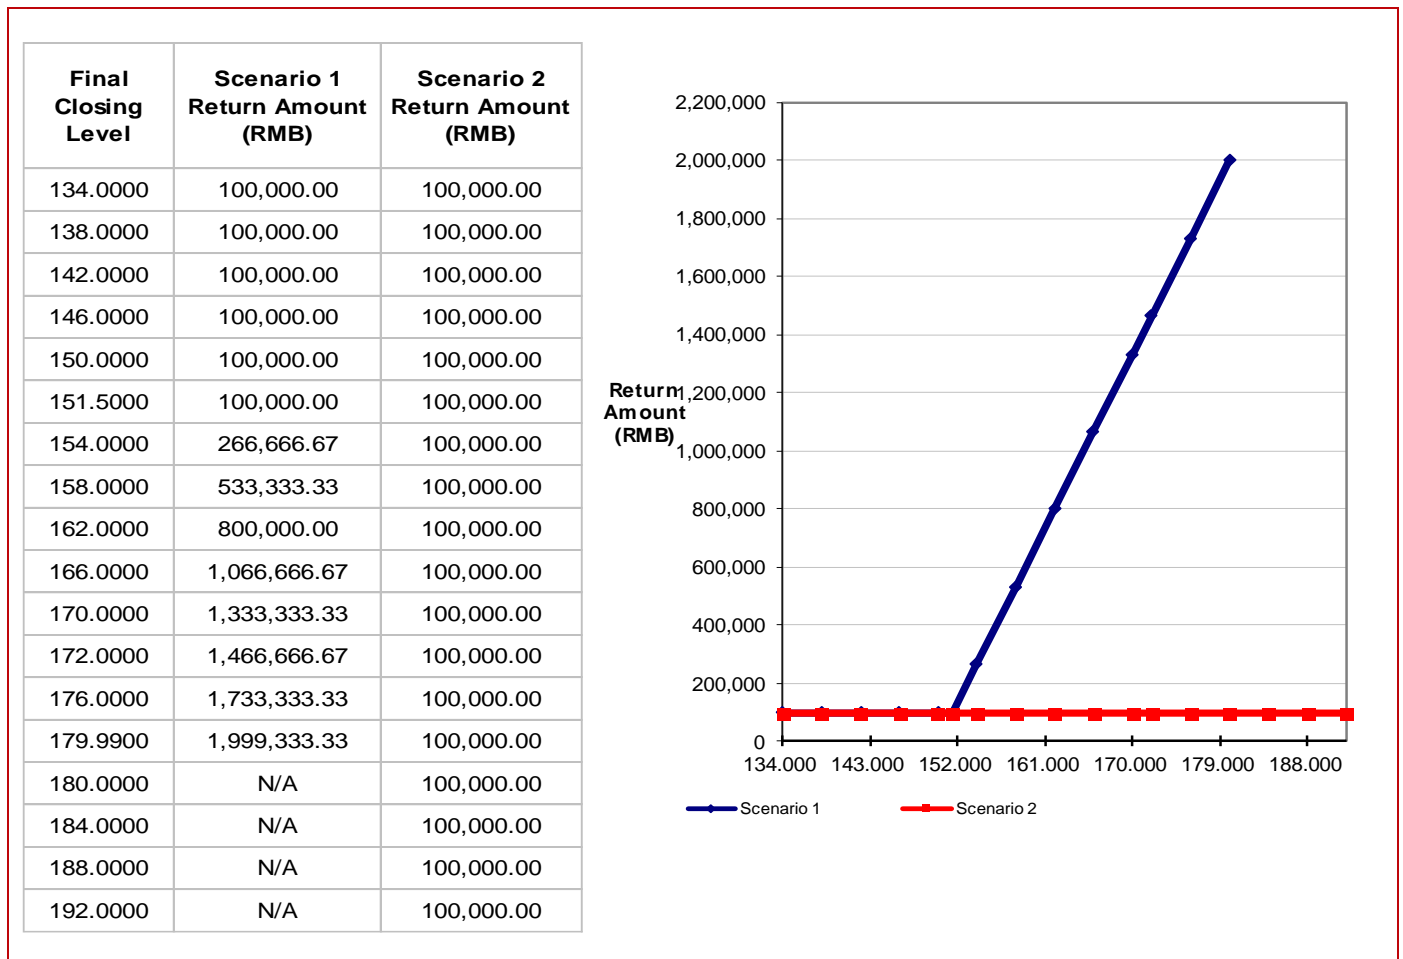 Final Closing Level Scenario 1 Return Amount (RMB) Scenario 2 Return Amount (RMB)
134.0000 100,000.00 100,000.00
138.0000 100,000.00 100,000.00
142.0000 100,000.00 100,000.00
146.0000 100,000.00 100,000.00
150.0000 100,000.00 100,000.00
151.5000 100,000.00 100,000.00
154.0000 266,666.67 100,000.00
158.0000 533,333.33 100,000.00
162.0000 800,000.00 100,000.00
166.0000 1,066,666.67 100,000.00
170.0000 1,333,333.33 100,000.00
172.0000 1,466,666.67 100,000.00
176.0000 1,733,333.33 100,000.00
179.9900 1,999,333.33 100,000.00
180.0000 N/A 100,000.00
184.0000 N/A 100,000.00
188.0000 N/A 100,000.00
192.0000 N/A 100,000.00
Return
Amount
(RMB)
2,200,000
2,000,000
1,800,000
1,600,000
1,400,000
1,200,000
1,000,000
800,000
600,000
400,000
200,000
0
134.000 143.000 152.000 161.000 170.000 179.000 188.000
Scenario 1 Scenario 2